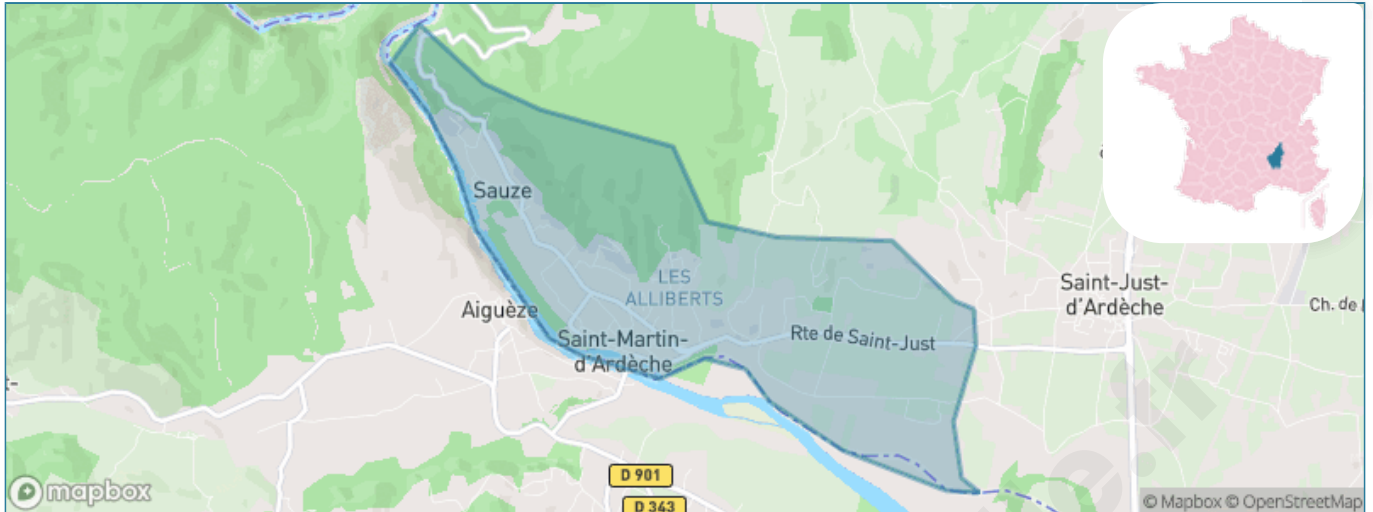 Sauze
LES
ALLIBERTS
Saint-Just-
d'Ardèche
Aiguèze
Ch. de
Saint-Martin-
d'Ardèche
Rte de Saint-Just
D 901
D 343
mapbox
© Mapbox © OpenStreetMap